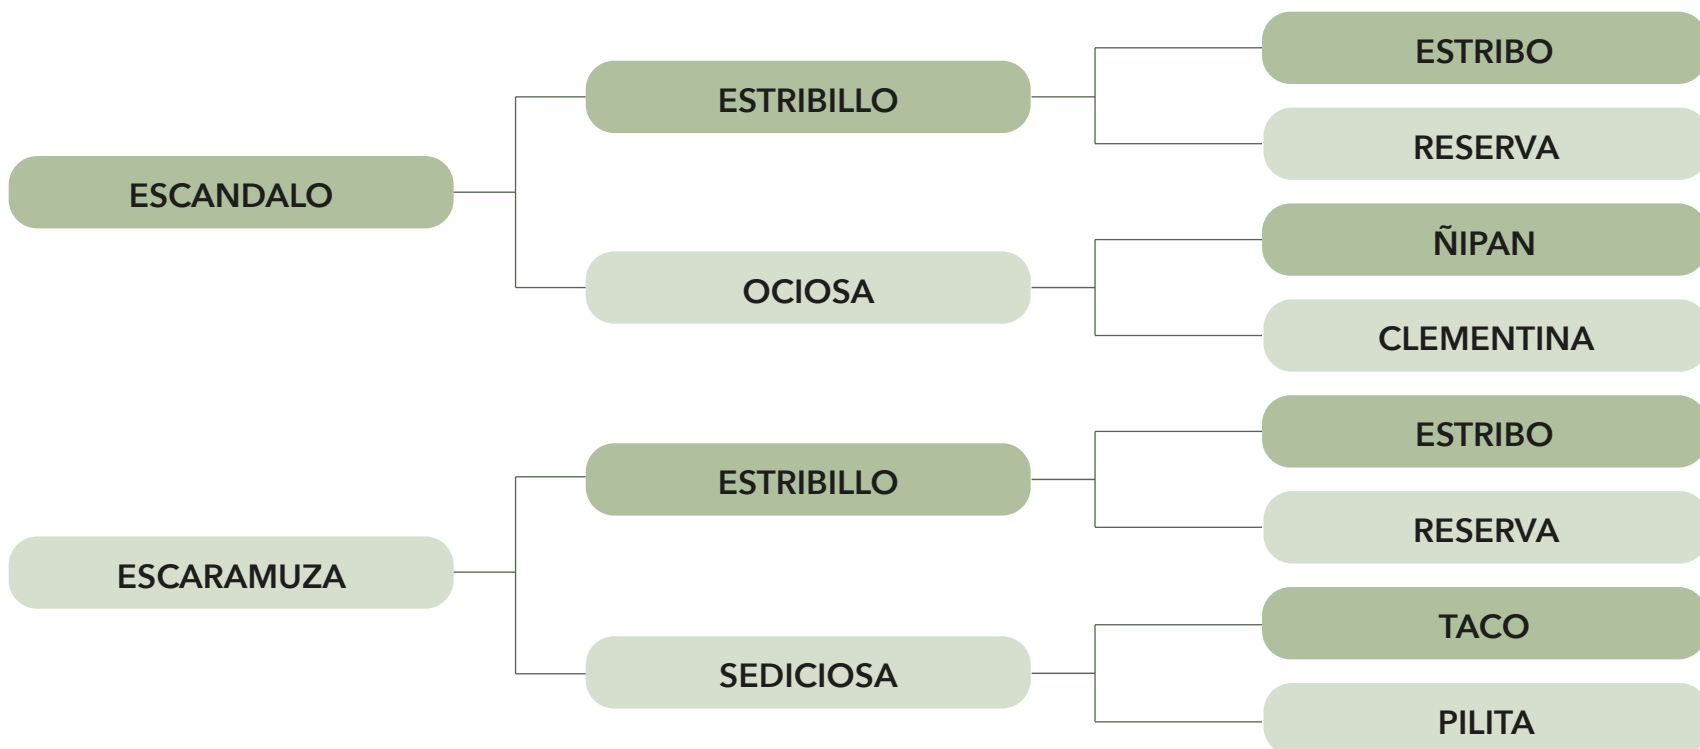 ESTRIBO
ESTRIBILLO
RESERVA
ESCANDALO
ÑIPAN
OCIOSA
CLEMENTINA
ESTRIBO
ESTRIBILLO
RESERVA
ESCARAMUZA
TACO
SEDICIOSA
PILITA